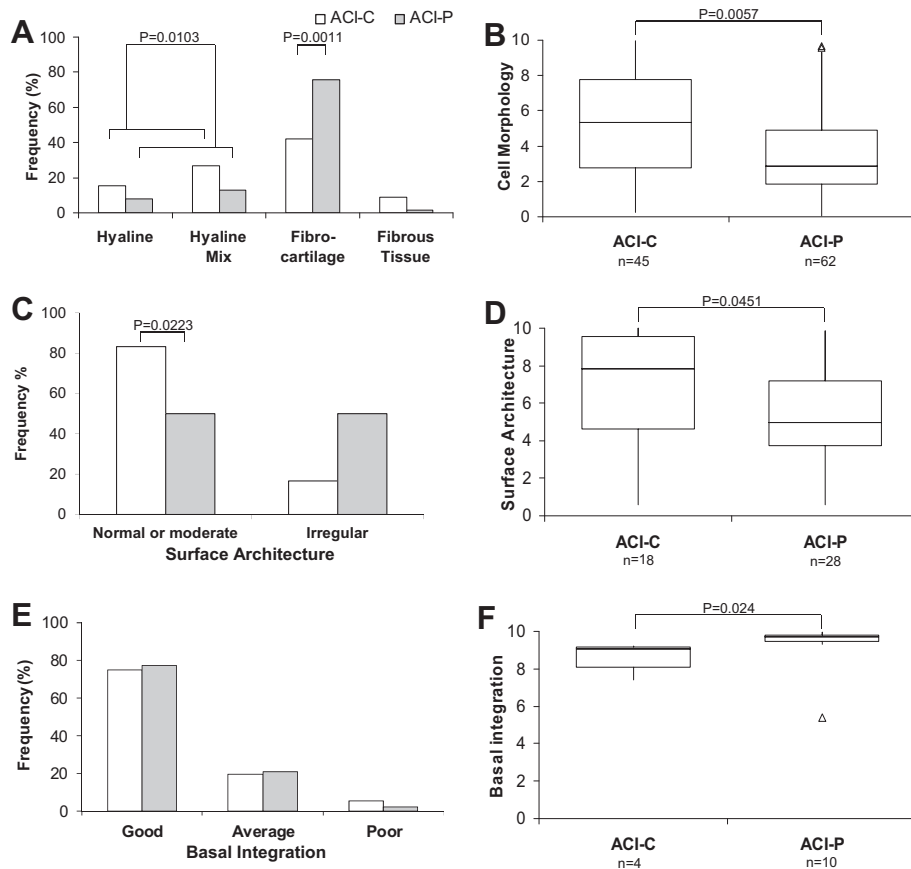 ACI-C ACI-P
A
P=0.0103
P=0.0011
Frequency (%)
100
80
60
40
20
0
Hyaline
Hyaline Mix
Fibro-cartilage
Fibrous Tissue
B
P=0.0057
Cell Morphology
10
8
6
4
2
0
ACI-C
n=45
ACI-P
n=62
C
P=0.0223
Frequency %
100
80
60
40
20
0
Normal or moderate
Irregular
Surface Architecture
D
P=0.0451
Surface Architecture
10
8
6
4
2
0
ACI-C
n=18
ACI-P
n=28
E
Frequency (%)
100
80
60
40
20
0
Good
Average
Poor
Basal Integration
F
P=0.024
Basal integration
10
8
6
4
2
0
ACI-C
n=4
ACI-P
n=10